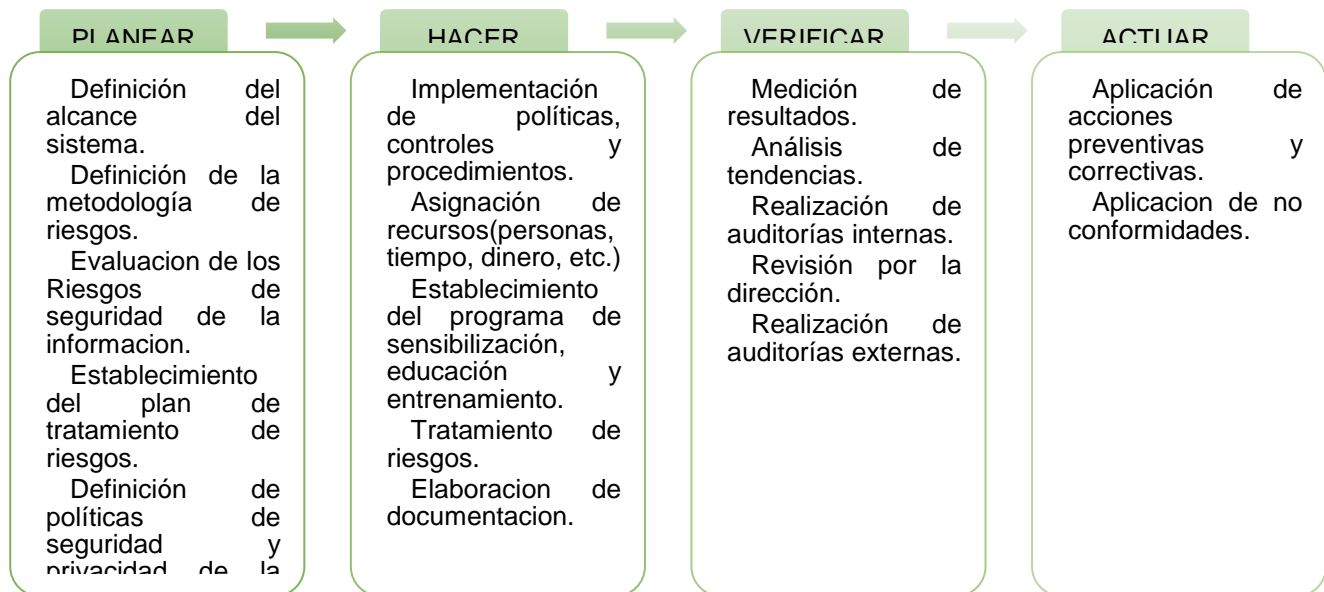 PLANEAR
Definición del
alcance del
sistema.
Definición de la
metodología de
riesgos.
Evaluacion de los
Riesgos de
seguridad de la
informacion.
Establecimiento
del plan de
tratamiento de
riesgos.
Definición de
políticas de
seguridad y
privacidad de la
HACER
Implementación
de políticas,
controles y
procedimientos.
Asignación de
recursos(personas,
tiempo, dinero, etc.)
Establecimiento
del programa de
sensibilización,
educación y
entrenamiento.
Tratamiento de
riesgos.
Elaboracion de
documentacion.
VERIFICAR
Medición de
resultados.
Análisis de
tendencias.
Realización de
auditorías internas.
Revisión por la
dirección.
Realización de
auditorías externas.
ACTUAR
Aplicación de
acciones
preventivas y
correctivas.
Aplicacion de no
conformidades.